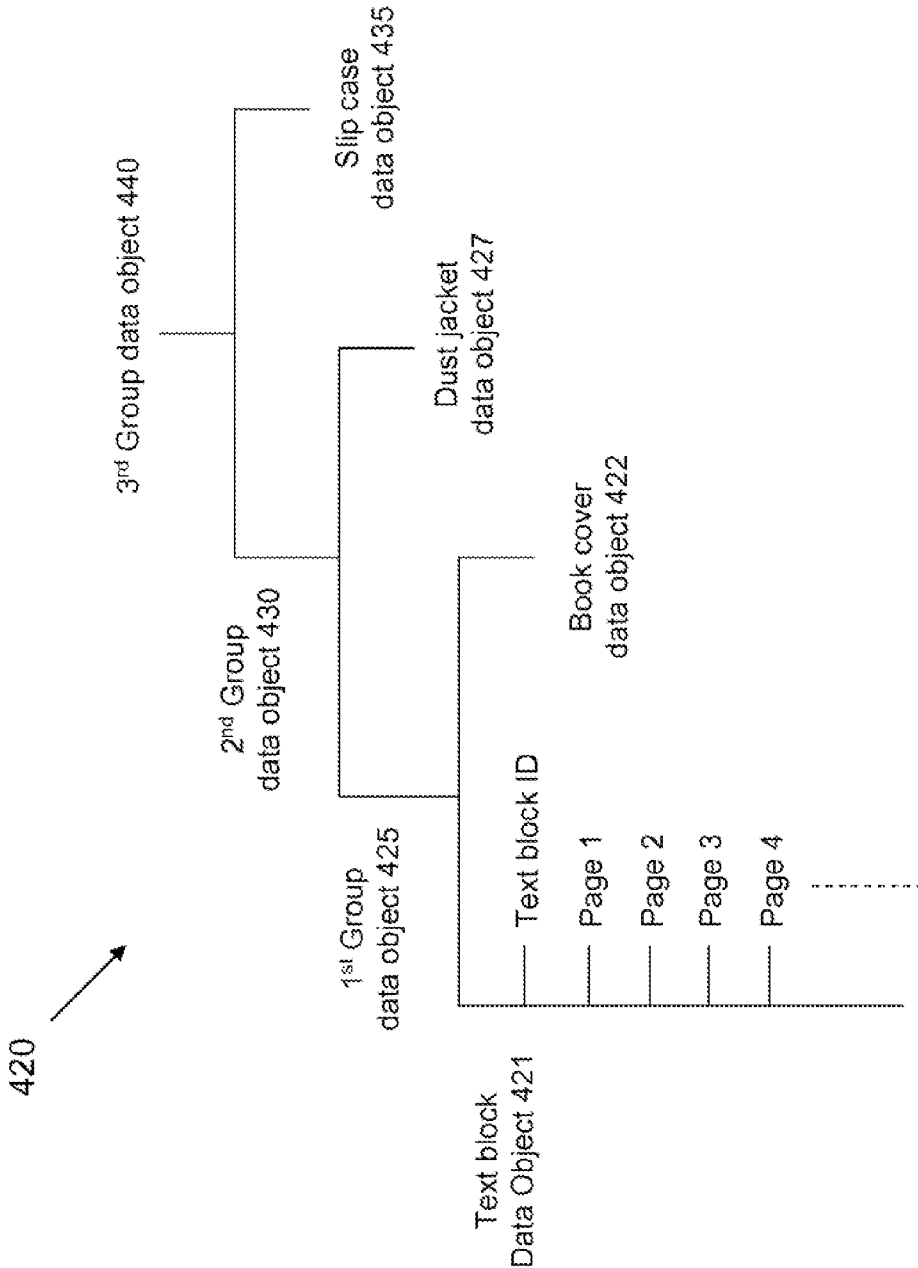 420
3rd Group data object 440
2nd Group
data object 430
Slip case
data object 435
1st Group
data object 425
Dust jacket
data object 427
Text block
Data Object 421
Text block ID
Page 1
Page 2
Page 3
Page 4
Book cover
data object 422